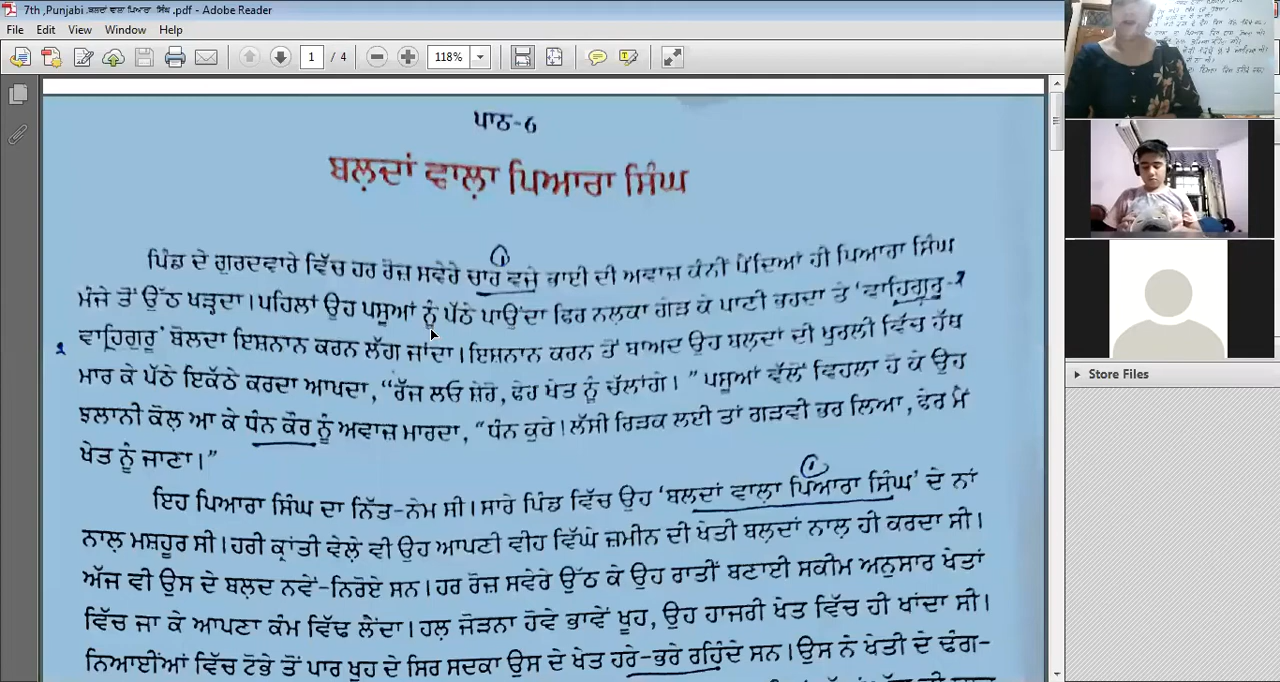 7th ,Punjabi .ਬਲਦਾਂ ਵਾਲਾ ਪਿਆਰਾ ਸਿੰਘ .pdf - Adobe Reader
File Edit View Window Help
1 / 4 118%
ਪਾਠ-6
ਬਲਦਾਂ ਵਾਲਾ ਪਿਆਰਾ ਸਿੰਘ
ਪਿੰਡ ਦੇ ਗੁਰਦਵਾਰੇ ਵਿੱਚ ਹਰ ਰੋਜ਼ ਸਵੇਰੇ ਚਾਰ ਵਜੇ ਭਾਈ ਦੀ ਅਵਾਜ਼ ਕੰਨੀਂ ਪੈਂਦਿਆਂ ਹੀ ਪਿਆਰਾ ਸਿੰਘ
ਮੰਜੇ ਤੋਂ ਉੱਠ ਖੜ੍ਹਦਾ। ਪਹਿਲਾਂ ਉਹ ਪਸ਼ੂਆਂ ਨੂੰ ਪੱਠੇ ਪਾਉਂਦਾ ਫਿਰ ਨਲਕਾ ਗੇੜ ਕੇ ਪਾਣੀ ਭਰਦਾ ਤੇ 'ਵਾਹਿਗੁਰੂ-
ਵਾਹਿਗੁਰੂ' ਬੋਲਦਾ ਇਸ਼ਨਾਨ ਕਰਨ ਲੱਗ ਜਾਂਦਾ। ਇਸ਼ਨਾਨ ਕਰਨ ਤੋਂ ਬਾਅਦ ਉਹ ਬਲਦਾਂ ਦੀ ਖੁਰਲੀ ਵਿੱਚ ਹੱਥ
ਮਾਰ ਕੇ ਪੱਠੇ ਇਕੱਠੇ ਕਰਦਾ ਆਖਦਾ, "ਰੱਜ ਲਓ ਸ਼ੇਰੋ, ਫੇਰ ਖੇਤ ਨੂੰ ਚੱਲਾਂਗੇ।" ਪਸ਼ੂਆਂ ਵੱਲੋਂ ਵਿਹਲਾ ਹੋ ਕੇ ਉਹ
ਝਲਾਨੀ ਕੋਲ਼ ਆ ਕੇ ਧੰਨ ਕੌਰ ਨੂੰ ਅਵਾਜ਼ ਮਾਰਦਾ, "ਧੰਨ ਕੁਰੇ! ਲੱਸੀ ਰਿੜਕ ਲਈ ਤਾਂ ਗੜਵੀ ਭਰ ਲਿਆ, ਫੇਰ ਮੈਂ
ਖੇਤ ਨੂੰ ਜਾਣਾ।"
ਇਹ ਪਿਆਰਾ ਸਿੰਘ ਦਾ ਨਿੱਤ-ਨੇਮ ਸੀ। ਸਾਰੇ ਪਿੰਡ ਵਿੱਚ ਉਹ 'ਬਲਦਾਂ ਵਾਲਾ ਪਿਆਰਾ ਸਿੰਘ' ਦੇ ਨਾਂ
ਨਾਲ਼ ਮਸ਼ਹੂਰ ਸੀ। ਹਰੀ ਕ੍ਰਾਂਤੀ ਵੇਲ਼ੇ ਵੀ ਉਹ ਆਪਣੀ ਵੀਹ ਵਿੱਘੇ ਜ਼ਮੀਨ ਦੀ ਖੇਤੀ ਬਲਦਾਂ ਨਾਲ਼ ਹੀ ਕਰਦਾ ਸੀ।
ਅੱਜ ਵੀ ਉਸ ਦੇ ਬਲਦ ਨਵੇਂ-ਨਿਰੋਏ ਸਨ। ਹਰ ਰੋਜ਼ ਸਵੇਰੇ ਉੱਠ ਕੇ ਉਹ ਰਾਤੀਂ ਬਣਾਈ ਸਕੀਮ ਅਨੁਸਾਰ ਖੇਤਾਂ
ਵਿੱਚ ਜਾ ਕੇ ਆਪਣਾ ਕੰਮ ਵਿੱਢ ਲੈਂਦਾ। ਹਲ਼ ਜੋੜਨਾ ਹੋਵੇ ਭਾਵੇਂ ਖੂਹ, ਉਹ ਹਾਜਰੀ ਖੇਤ ਵਿੱਚ ਹੀ ਖਾਂਦਾ ਸੀ।
ਨਿਆਈਂਆਂ ਵਿੱਚ ਟੋਭੇ ਤੋਂ ਪਾਰ ਖੂਹ ਦੇ ਸਿਰ ਸਦਕਾ ਉਸ ਦੇ ਖੇਤ ਹਰੇ-ਭਰੇ ਰਹਿੰਦੇ ਸਨ। ਉਸ ਨੇ ਖੇਤੀ ਦੇ ਢੰਗ-
Store Files